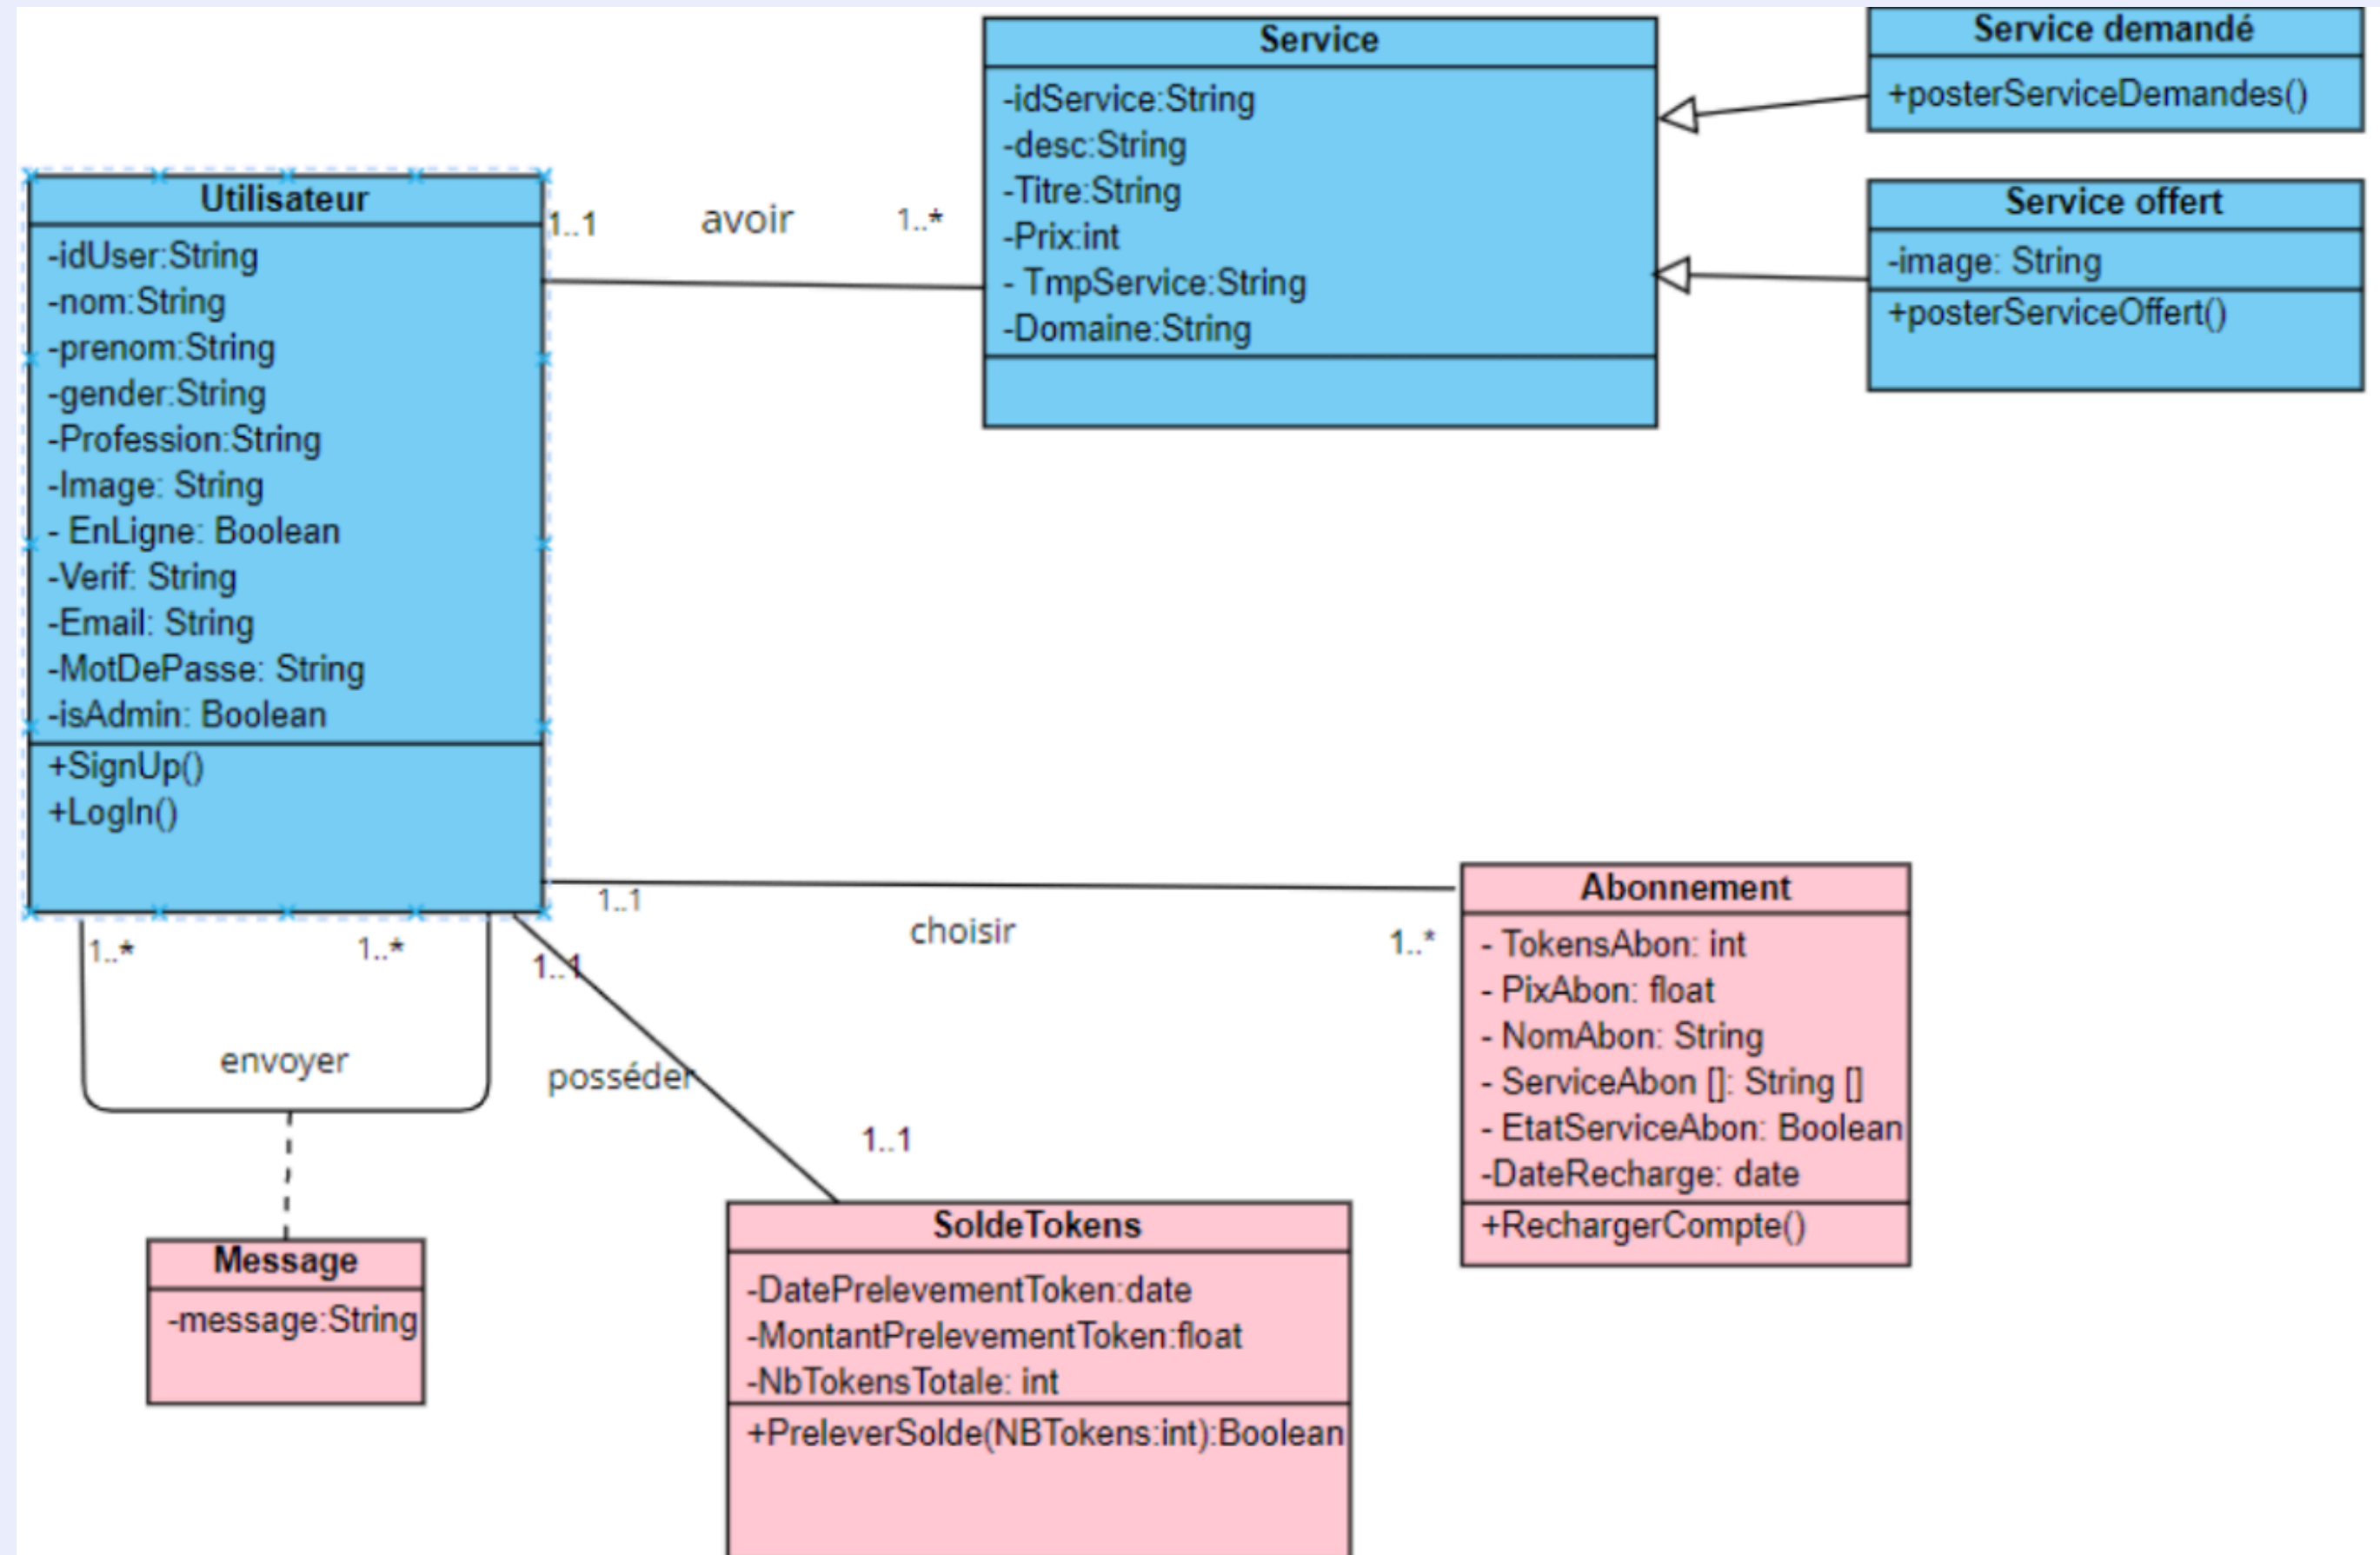 Utilisateur
-idUser:String
-nom:String
-prenom:String
-gender:String
-Profession:String
-Image: String
- EnLigne: Boolean
-Verif: String
-Email: String
-MotDePasse: String
-isAdmin: Boolean
+SignUp()
+LogIn()
1..1
avoir
1..*
Service
-idService:String
-desc:String
-Titre:String
-Prix:int
- TmpService:String
-Domaine:String
Service demandé
+posterServiceDemandes()
Service offert
-image: String
+posterServiceOffert()
1..1
choisir
1..*
Abonnement
- TokensAbon: int
- PixAbon: float
- NomAbon: String
- ServiceAbon []: String []
- EtatServiceAbon: Boolean
-DateRecharge: date
+RechargerCompte()
1..*
1..*
envoyer
Message
-message:String
1..1
posséder
1..1
SoldeTokens
-DatePrelevementToken:date
-MontantPrelevementToken:float
-NbTokensTotale: int
+PreleverSolde(NBTokens:int):Boolean